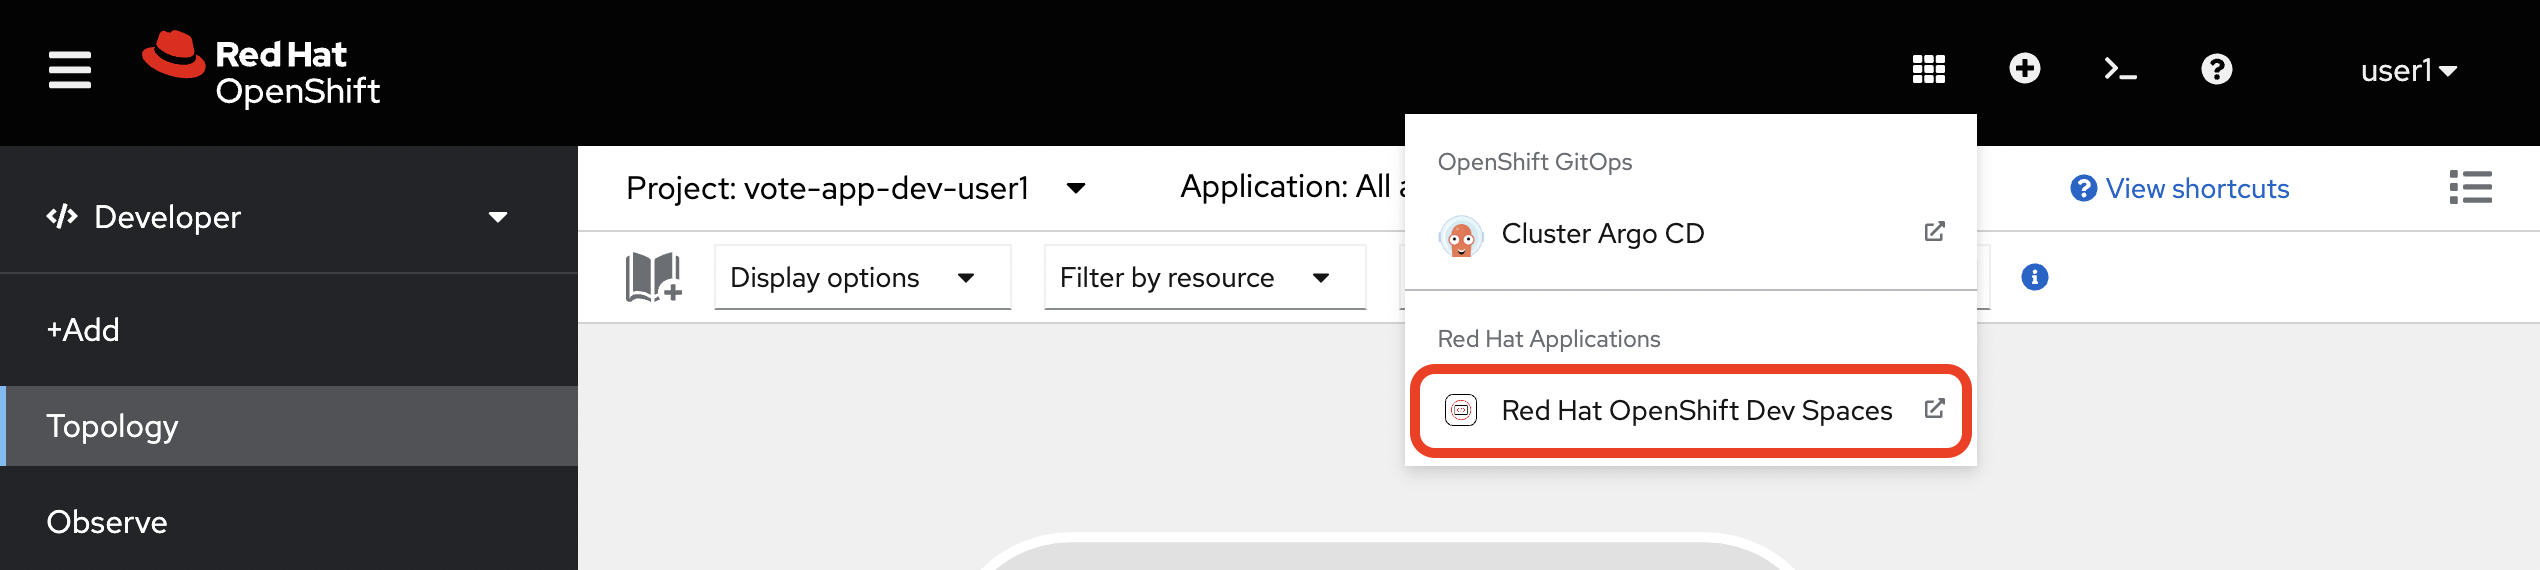 Red Hat
OpenShift
user1
Developer
+Add
Topology
Observe
Project: vote-app-dev-user1
Application: All
View shortcuts
Display options
Filter by resource
OpenShift GitOps
Cluster Argo CD
Red Hat Applications
Red Hat OpenShift Dev Spaces